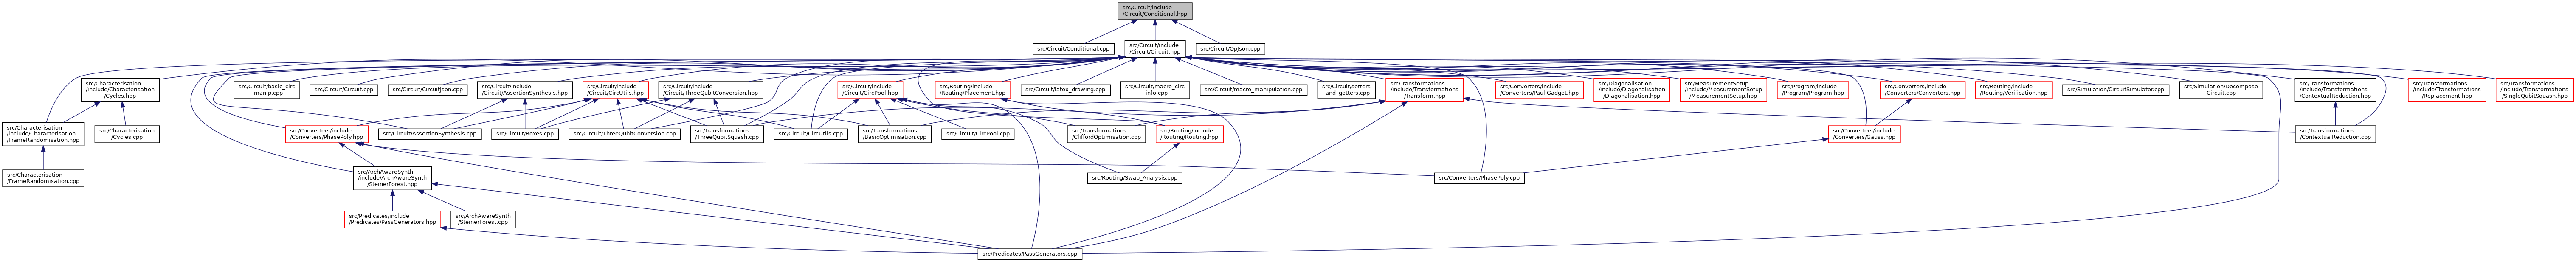 src/Circuit/include
/Circuit/Conditional.hpp
src/Circuit/Conditional.cpp
src/Circuit/include
/Circuit/Circuit.hpp
src/Circuit/OpJson.cpp
src/Characterisation
/include/Characterisation
/Cycles.hpp
src/Circuit/basic_circ
_manip.cpp
src/Circuit/Circuit.cpp
src/Circuit/CircuitJson.cpp
src/Circuit/include
/Circuit/AssertionSynthesis.hpp
src/Circuit/include
/Circuit/CircUtils.hpp
src/Circuit/include
/Circuit/ThreeQubitConversion.hpp
src/Circuit/include
/Circuit/CircPool.hpp
src/Routing/include
/Routing/Placement.hpp
src/Circuit/latex_drawing.cpp
src/Circuit/macro_circ
_info.cpp
src/Circuit/macro_manipulation.cpp
src/Circuit/setters
_and_getters.cpp
src/Transformations
/include/Transformations
/Transform.hpp
src/Converters/include
/Converters/PauliGadget.hpp
src/Diagonalisation
/include/Diagonalisation
/Diagonalisation.hpp
src/MeasurementSetup
/include/MeasurementSetup
/MeasurementSetup.hpp
src/Program/include
/Program/Program.hpp
src/Converters/include
/Converters/Converters.hpp
src/Routing/include
/Routing/Verification.hpp
src/Simulation/CircuitSimulator.cpp
src/Simulation/Decompose
Circuit.cpp
src/Transformations
/include/Transformations
/ContextualReduction.hpp
src/Transformations
/include/Transformations
/Replacement.hpp
src/Transformations
/include/Transformations
/SingleQubitSquash.hpp
src/Characterisation
/include/Characterisation
/FrameRandomisation.hpp
src/Characterisation
/Cycles.cpp
src/Converters/include
/Converters/PhasePoly.hpp
src/Circuit/AssertionSynthesis.cpp
src/Circuit/Boxes.cpp
src/Circuit/ThreeQubitConversion.cpp
src/Transformations
/ThreeQubitSquash.cpp
src/Circuit/CircUtils.cpp
src/Transformations
/BasicOptimisation.cpp
src/Circuit/CircPool.cpp
src/Transformations
/CliffordOptimisation.cpp
src/Routing/include
/Routing/Routing.hpp
src/Converters/include
/Converters/Gauss.hpp
src/Transformations
/ContextualReduction.cpp
src/Characterisation
/FrameRandomisation.cpp
src/ArchAwareSynth
/include/ArchAwareSynth
/SteinerForest.hpp
src/Routing/Swap_Analysis.cpp
src/Converters/PhasePoly.cpp
src/Predicates/include
/Predicates/PassGenerators.hpp
src/ArchAwareSynth
/SteinerForest.cpp
src/Predicates/PassGenerators.cpp